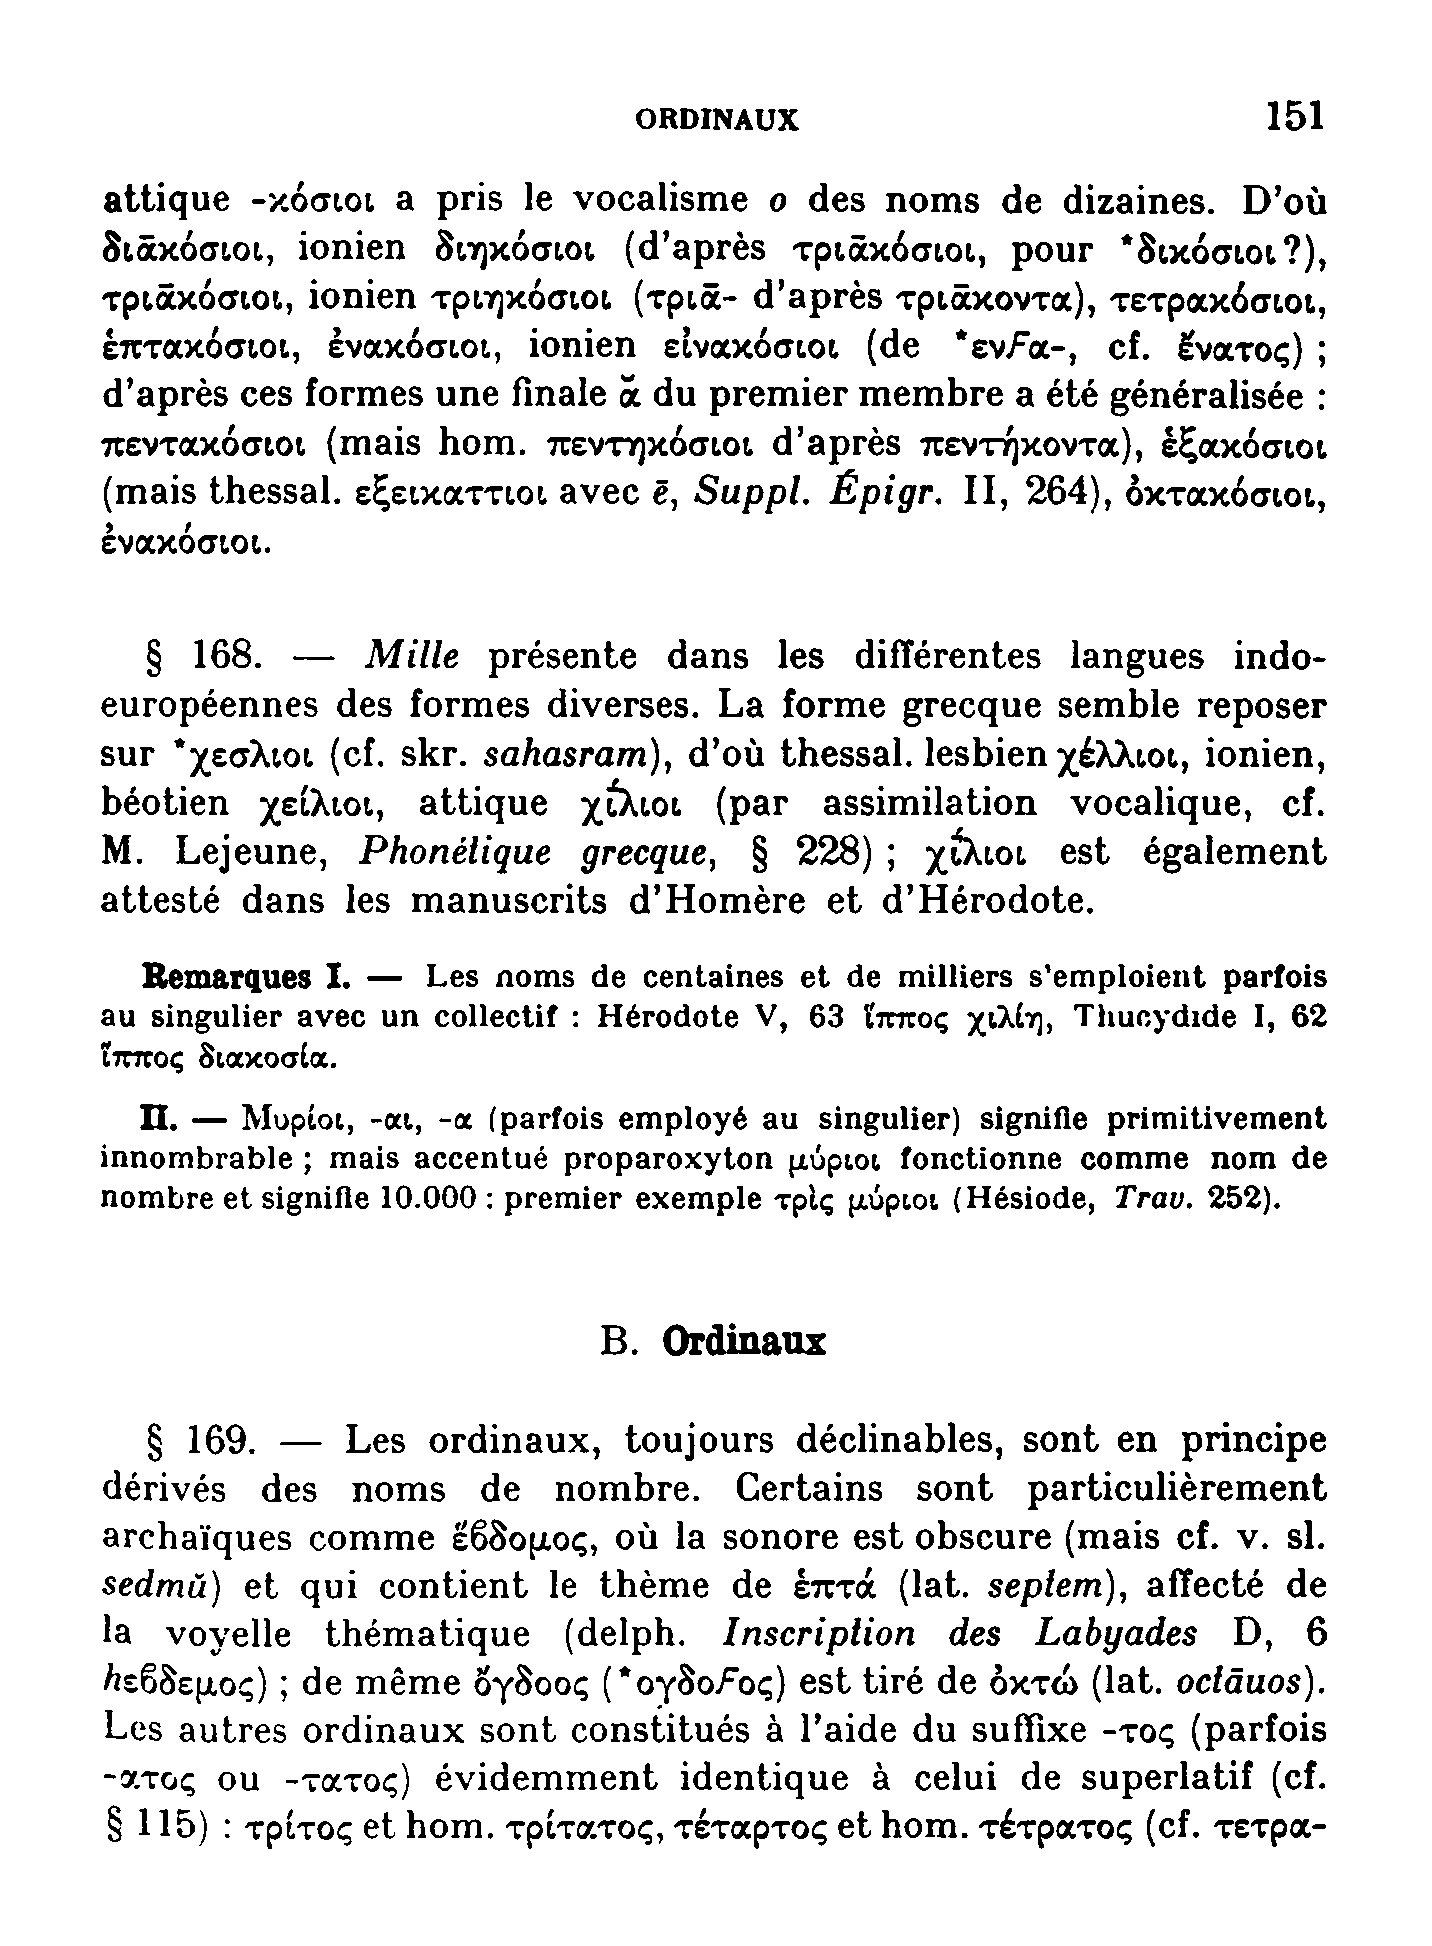 ORDINAUX 151
attique -κόσιοι a pris le vocalisme o des noms de dizaines. D'où
διᾱκόσιοι, ionien διηκόσιοι (d'après τριᾱκόσιοι, pour *δικόσιοι?),
τριᾱκόσιοι, ionien τριηκόσιοι (τριᾱ- d'après τριᾱκοντα), τετρακόσιοι,
ἑπτακόσιοι, ἐνακόσιοι, ionien εἰνακόσιοι (de *ενϝα-, cf. ἔνατος) ;
d'après ces formes une finale ᾰ du premier membre a été généralisée :
πεντακόσιοι (mais hom. πεντηκόσιοι d'après πεντήκοντα), ἑξακόσιοι
(mais thessal. εξεικαττιοι avec ē, Suppl. Épigr. II, 264), ὀκτακόσιοι,
ἐνακόσιοι.
§ 168. — Mille présente dans les différentes langues indo-
européennes des formes diverses. La forme grecque semble reposer
sur *χεσλιοι (cf. skr. sahasram), d'où thessal. lesbien χέλλιοι, ionien,
béotien χείλιοι, attique χῑ́λιοι (par assimilation vocalique, cf.
M. Lejeune, Phonétique grecque, § 228) ; χῑ́λιοι est également
attesté dans les manuscrits d'Homère et d'Hérodote.
Remarques I. — Les noms de centaines et de milliers s'emploient parfois
au singulier avec un collectif : Hérodote V, 63 ἵππος χιλίη, Thucydide I, 62
ἵππος διακοσία.
II. — Μυρίοι, -αι, -α (parfois employé au singulier) signifie primitivement
innombrable ; mais accentué proparoxyton μύριοι fonctionne comme nom de
nombre et signifie 10.000 : premier exemple τρὶς μύριοι (Hésiode, Trav. 252).
B. Ordinaux
§ 169. — Les ordinaux, toujours déclinables, sont en principe
dérivés des noms de nombre. Certains sont particulièrement
archaïques comme ἕϐδομος, où la sonore est obscure (mais cf. v. sl.
sedmŭ) et qui contient le thème de ἑπτά (lat. septem), affecté de
la voyelle thématique (delph. Inscription des Labyades D, 6
hεϐδεμος) ; de même ὄγδοος (*ογδοϝος) est tiré de ὀκτώ (lat. octāuos).
Les autres ordinaux sont constitués à l'aide du suffixe -τος (parfois
-ατος ou -τατος) évidemment identique à celui de superlatif (cf.
§ 115) : τρίτος et hom. τρίτατος, τέταρτος et hom. τέτρατος (cf. τετρα-